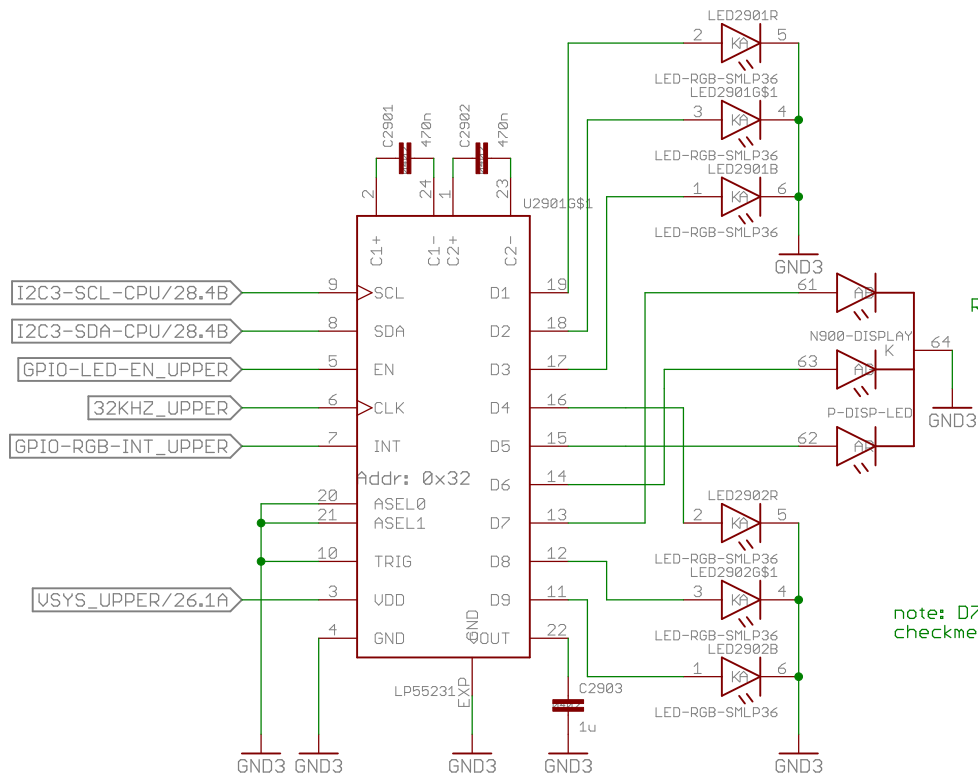 LED2901R
2 KA 5
LED-RGB-SMLP36
LED2901G$1
3 KA 4
LED-RGB-SMLP36
LED2901B
1 KA 6
LED-RGB-SMLP36
GND3
C2901
470n
C2902
470n
2
24
1
23
U2901G$1
C1+
C1-
C2+
C2-
I2C3-SCL-CPU/28.4B
9 SCL
I2C3-SDA-CPU/28.4B
8 SDA
GPIO-LED-EN_UPPER
5 EN
32KHZ_UPPER
6 CLK
GPIO-RGB-INT_UPPER
7 INT
Addr: 0x32
20 ASEL0
21 ASEL1
10 TRIG
VSYS_UPPER/26.1A
3 VDD
4 GND
D1 19
D2 18
D3 17
D4 16
D5 15
D6 14
D7 13
D8 12
D9 11
VOUT 22
GND
EXP
LP55231
61
N900-DISPLAY
K
63
P-DISP-LED
62
64
GND3
R
LED2902R
2 KA 5
LED-RGB-SMLP36
LED2902G$1
3 KA 4
LED-RGB-SMLP36
LED2902B
1 KA 6
LED-RGB-SMLP36
note: D7
checkme
C2903
1u
GND3
GND3
GND3
GND3
GND3